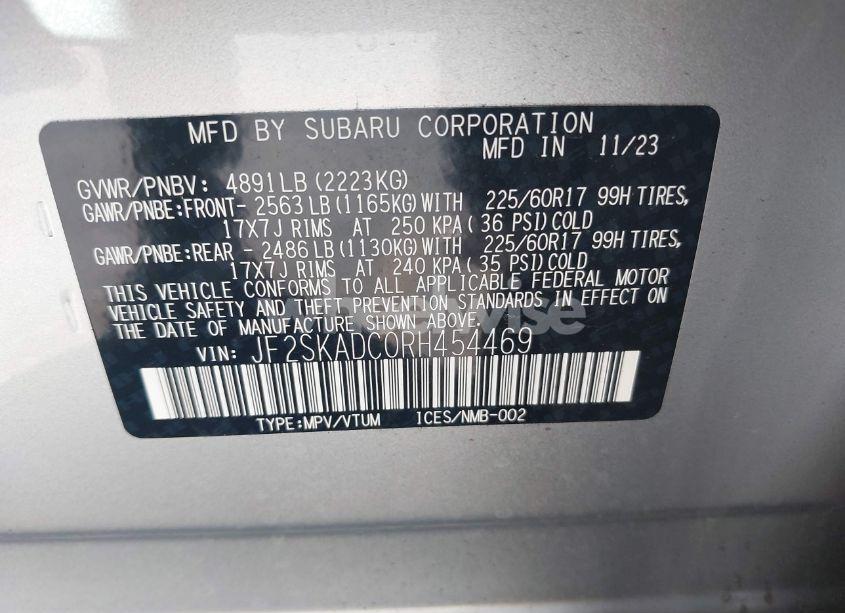 MFD BY SUBARU CORPORATION
MFD IN 11/23
GVWR/PNBV: 4891LB (2223KG)
GAWR/PNBE:FRONT- 2563 LB (1165KG) WITH 225/60R17 99H TIRES,
17X7J RIMS AT 250 KPA ( 36 PSI) COLD
GAWR/PNBE:REAR - 2486 LB (1130KG) WITH 225/60R17 99H TIRES,
17X7J RIMS AT 240 KPA ( 35 PSI) COLD
THIS VEHICLE CONFORMS TO ALL APPLICABLE FEDERAL MOTOR
VEHICLE SAFETY AND THEFT PREVENTION STANDARDS IN EFFECT ON
THE DATE OF MANUFACTURE SHOWN ABOVE.
VIN: JF2SKADC0RH454469
TYPE:MPV/VTUM ICES/NMB-002